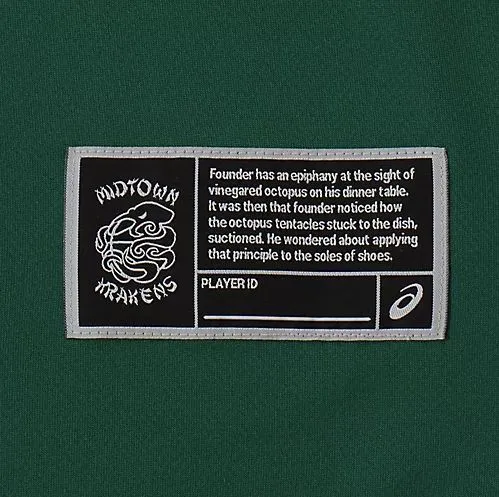 MIDTOWN
KRAKENS
Founder has an epiphany at the sight of
vinegared octopus on his dinner table.
It was then that founder noticed how
the octopus tentacles stuck to the dish,
suctioned. He wondered about applying
that principle to the soles of shoes.
PLAYER ID